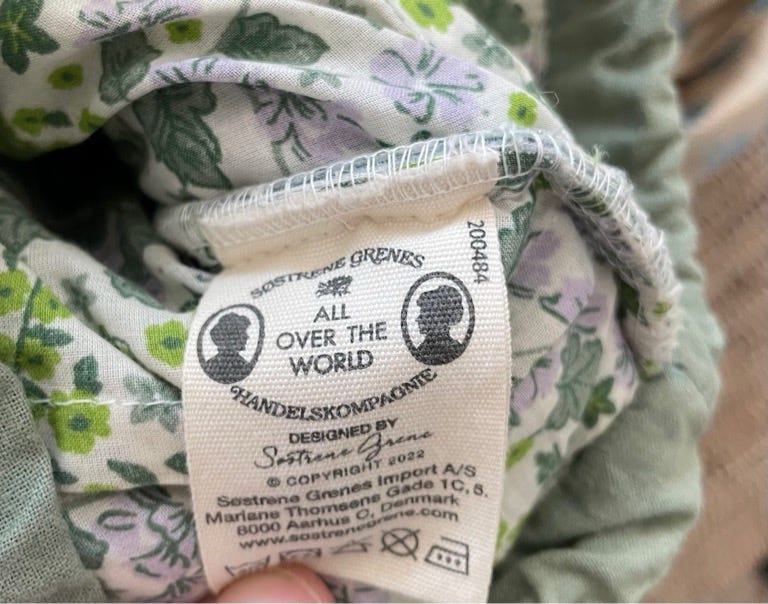 200484
SØSTRENE GRENES
ALL
OVER THE
WORLD
HANDELSKOMPAGNIE
DESIGNED BY
Søstrene Grene
© COPYRIGHT 2022
Søstrene Grenes Import A/S
Mariane Thomsens Gade 1C, 5.
8000 Aarhus C, Denmark
www.sostrenegrene.com